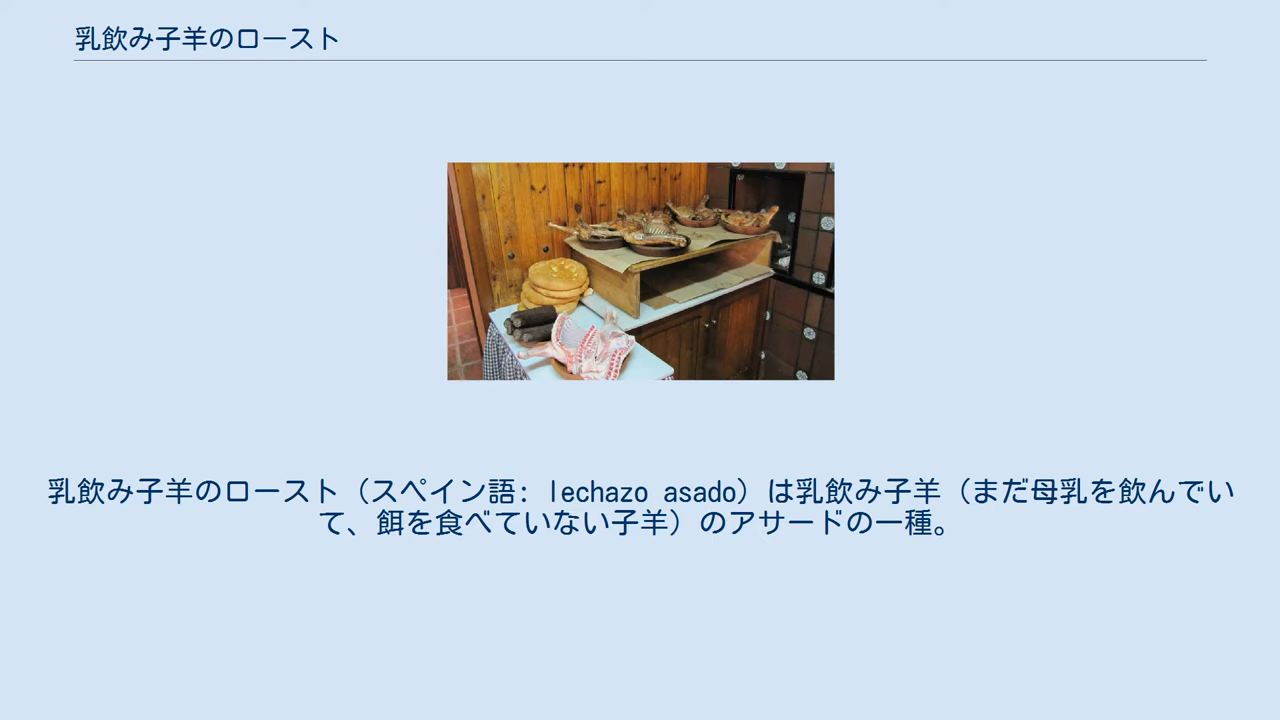 乳飲み子羊のロースト
乳飲み子羊のロースト（スペイン語: lechazo asado）は乳飲み子羊（まだ母乳を飲んでい
て、餌を食べていない子羊）のアサードの一種。